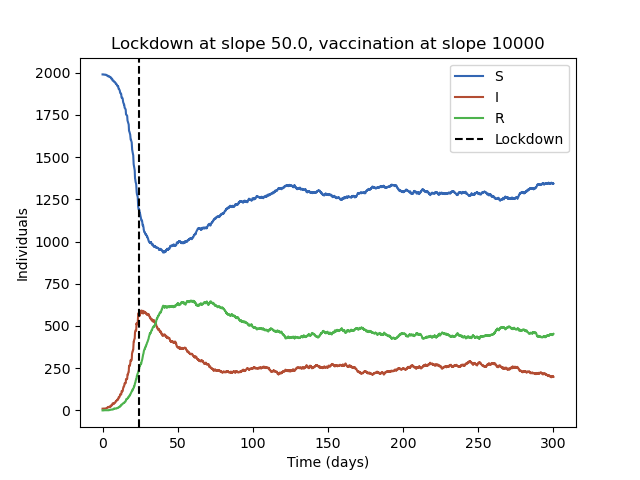 Lockdown at slope 50.0, vaccination at slope 10000
S
I
R
Lockdown
Individuals
2000
1750
1500
1250
1000
750
500
250
0
0 50 100 150 200 250 300
Time (days)